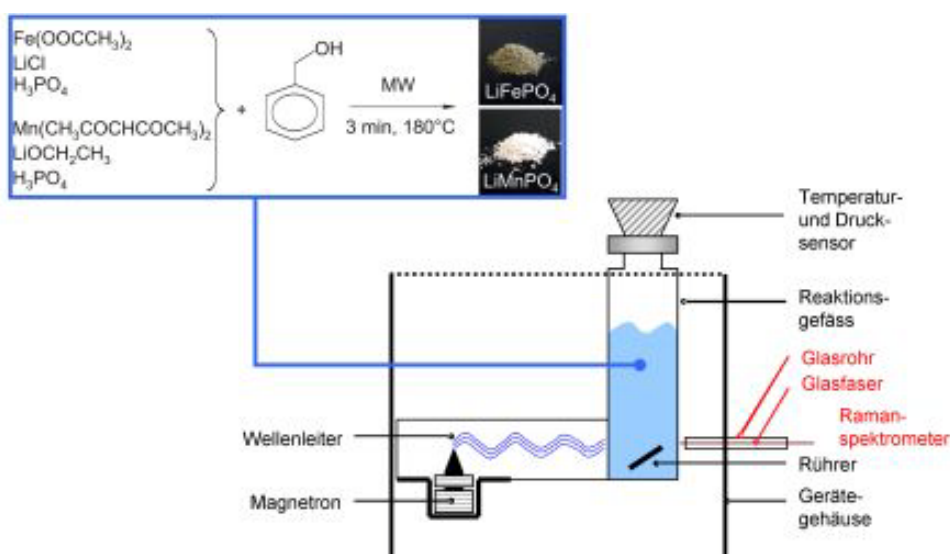 Fe(OOCCH₃)₂
LiCl
H₃PO₄
Mn(CH₃COCHCOCH₃)₂
LiOCH₂CH₃
H₃PO₄
+
OH
MW
3 min, 180°C
LiFePO₄
LiMnPO₄
Temperatur-
und Druck-
sensor
Reaktions-
gefäss
Glasrohr
Glasfaser
Raman-
spektrometer
Rührer
Geräte-
gehäuse
Wellenleiter
Magnetron